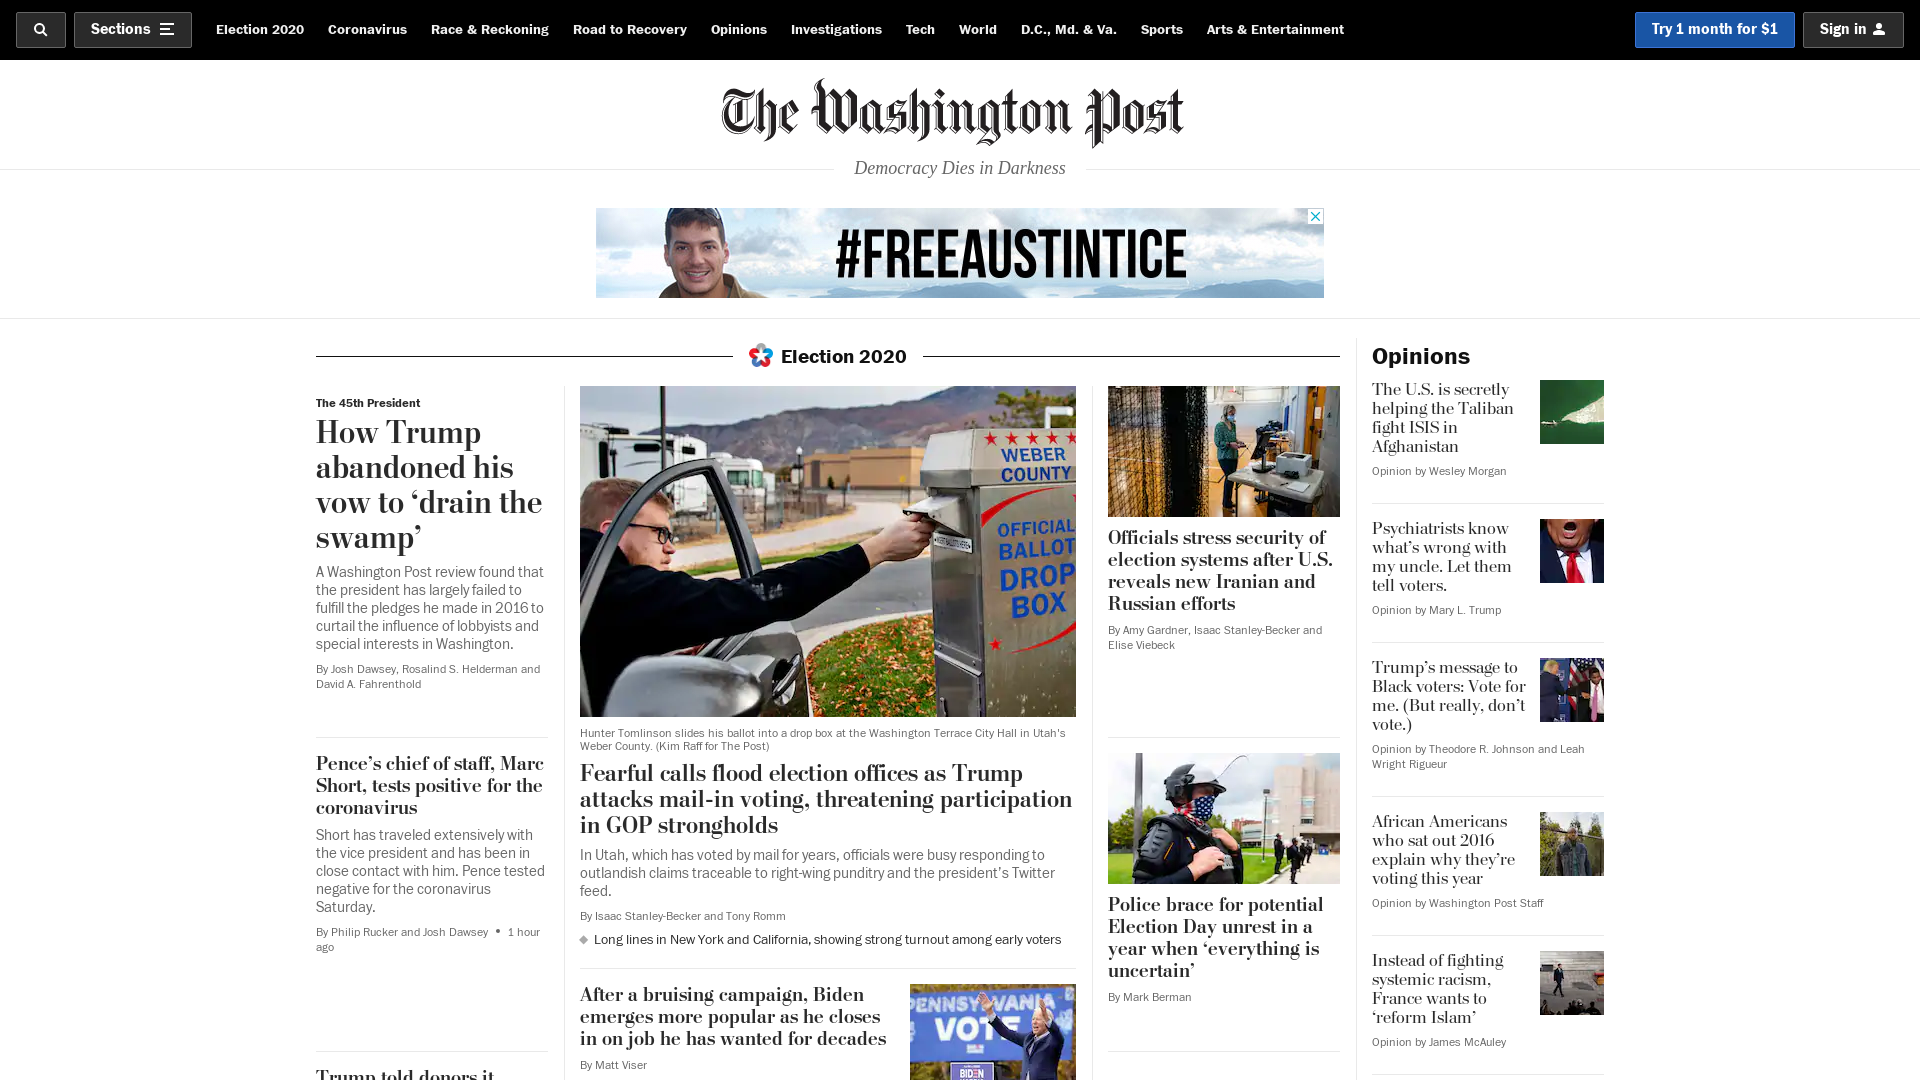 Sections
Election 2020
Coronavirus
Race & Reckoning
Road to Recovery
Opinions
Investigations
Tech
World
D.C., Md. & Va.
Sports
Arts & Entertainment
Try 1 month for $1
Sign in
The Washington Post
Democracy Dies in Darkness
#FREEAUSTINTICE
Election 2020
The 45th President
How Trump
abandoned his
vow to ‘drain the
swamp’
A Washington Post review found that
the president has largely failed to
fulfill the pledges he made in 2016 to
curtail the influence of lobbyists and
special interests in Washington.
By Josh Dawsey, Rosalind S. Helderman and
David A. Fahrenthold
Pence’s chief of staff, Marc
Short, tests positive for the
coronavirus
Short has traveled extensively with
the vice president and has been in
close contact with him. Pence tested
negative for the coronavirus
Saturday.
By Philip Rucker and Josh Dawsey • 1 hour
ago
Trump told donors it
WEBER
COUNTY
OFFICIAL
BALLOT
DROP
BOX
Hunter Tomlinson slides his ballot into a drop box at the Washington Terrace City Hall in Utah's
Weber County. (Kim Raff for The Post)
Fearful calls flood election offices as Trump
attacks mail-in voting, threatening participation
in GOP strongholds
In Utah, which has voted by mail for years, officials were busy responding to
outlandish claims traceable to right-wing punditry and the president’s Twitter
feed.
By Isaac Stanley-Becker and Tony Romm
Long lines in New York and California, showing strong turnout among early voters
After a bruising campaign, Biden
emerges more popular as he closes
in on job he has wanted for decades
By Matt Viser
PENNSYLVANIA
VOTE
BIDEN
Officials stress security of
election systems after U.S.
reveals new Iranian and
Russian efforts
By Amy Gardner, Isaac Stanley-Becker and
Elise Viebeck
Police brace for potential
Election Day unrest in a
year when ‘everything is
uncertain’
By Mark Berman
Opinions
The U.S. is secretly
helping the Taliban
fight ISIS in
Afghanistan
Opinion by Wesley Morgan
Psychiatrists know
what’s wrong with
my uncle. Let them
tell voters.
Opinion by Mary L. Trump
Trump’s message to
Black voters: Vote for
me. (But really, don’t
vote.)
Opinion by Theodore R. Johnson and Leah
Wright Rigueur
African Americans
who sat out 2016
explain why they’re
voting this year
Opinion by Washington Post Staff
Instead of fighting
systemic racism,
France wants to
‘reform Islam’
Opinion by James McAuley